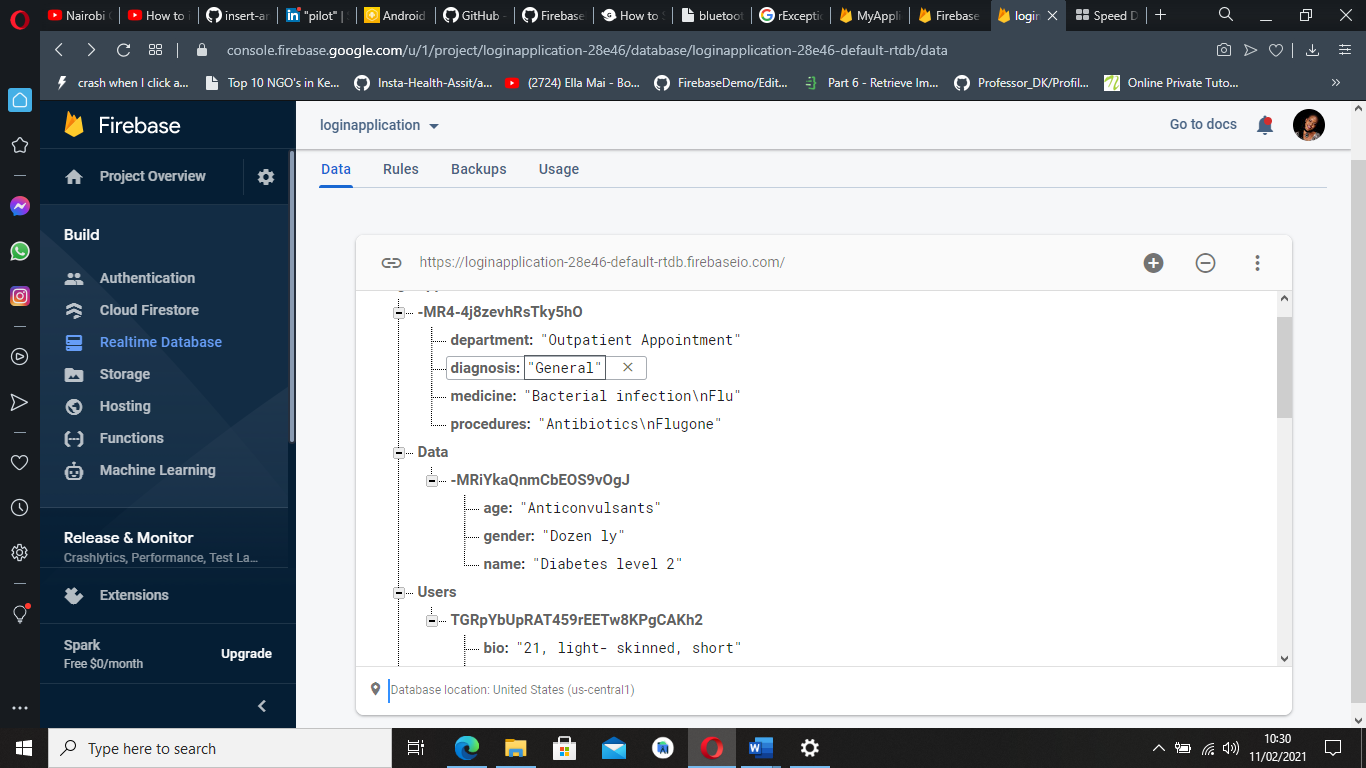 Nairobi
How to i
insert-ar
"pilot" | S
Android
GitHub -
Firebase
How to S
bluetoot
rExceptio
MyAppli
Firebase
login
Speed D
console.firebase.google.com/u/1/project/loginapplication-28e46/database/loginapplication-28e46-default-rtdb/data
crash when I click a...
Top 10 NGO's in Ke...
Insta-Health-Assit/a...
(2724) Ella Mai - Bo...
FirebaseDemo/Edit...
Part 6 - Retrieve Im...
Professor_DK/Profil...
Online Private Tuto...
»
Firebase
loginapplication
Go to docs
Project Overview
Data
Rules
Backups
Usage
Build
Authentication
Cloud Firestore
Realtime Database
Storage
Hosting
Functions
Machine Learning
Release & Monitor
Crashlytics, Performance, Test La...
Extensions
Spark
Free $0/month
Upgrade
https://loginapplication-28e46-default-rtdb.firebaseio.com/
-MR4-4j8zevhRsTky5hO
department: "Outpatient Appointment"
diagnosis: "General"
medicine: "Bacterial infection\nFlu"
procedures: "Antibiotics\nFlugone"
Data
-MRiYkaQnmCbEOS9vOgJ
age: "Anticonvulsants"
gender: "Dozen ly"
name: "Diabetes level 2"
Users
TGRpYbUpRAT459rEETw8KPgCAKh2
bio: "21, light- skinned, short"
Database location: United States (us-central1)
Type here to search
10:30
11/02/2021